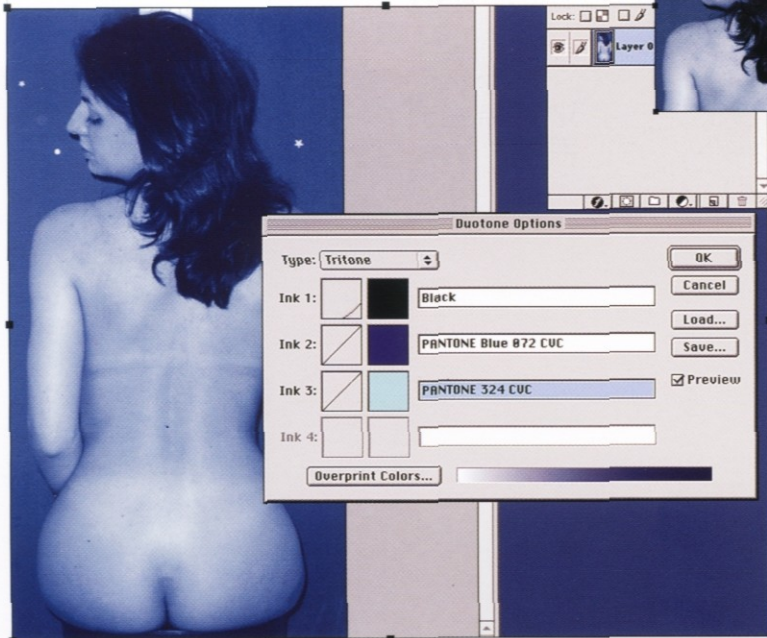 Lock:
Layer 0
Duotone Options
Type: Tritone
OK
Cancel
Load...
Save...
Preview
Ink 1: Black
Ink 2: PANTONE Blue 072 CVC
Ink 3: PANTONE 324 CVC
Ink 4:
Overprint Colors...